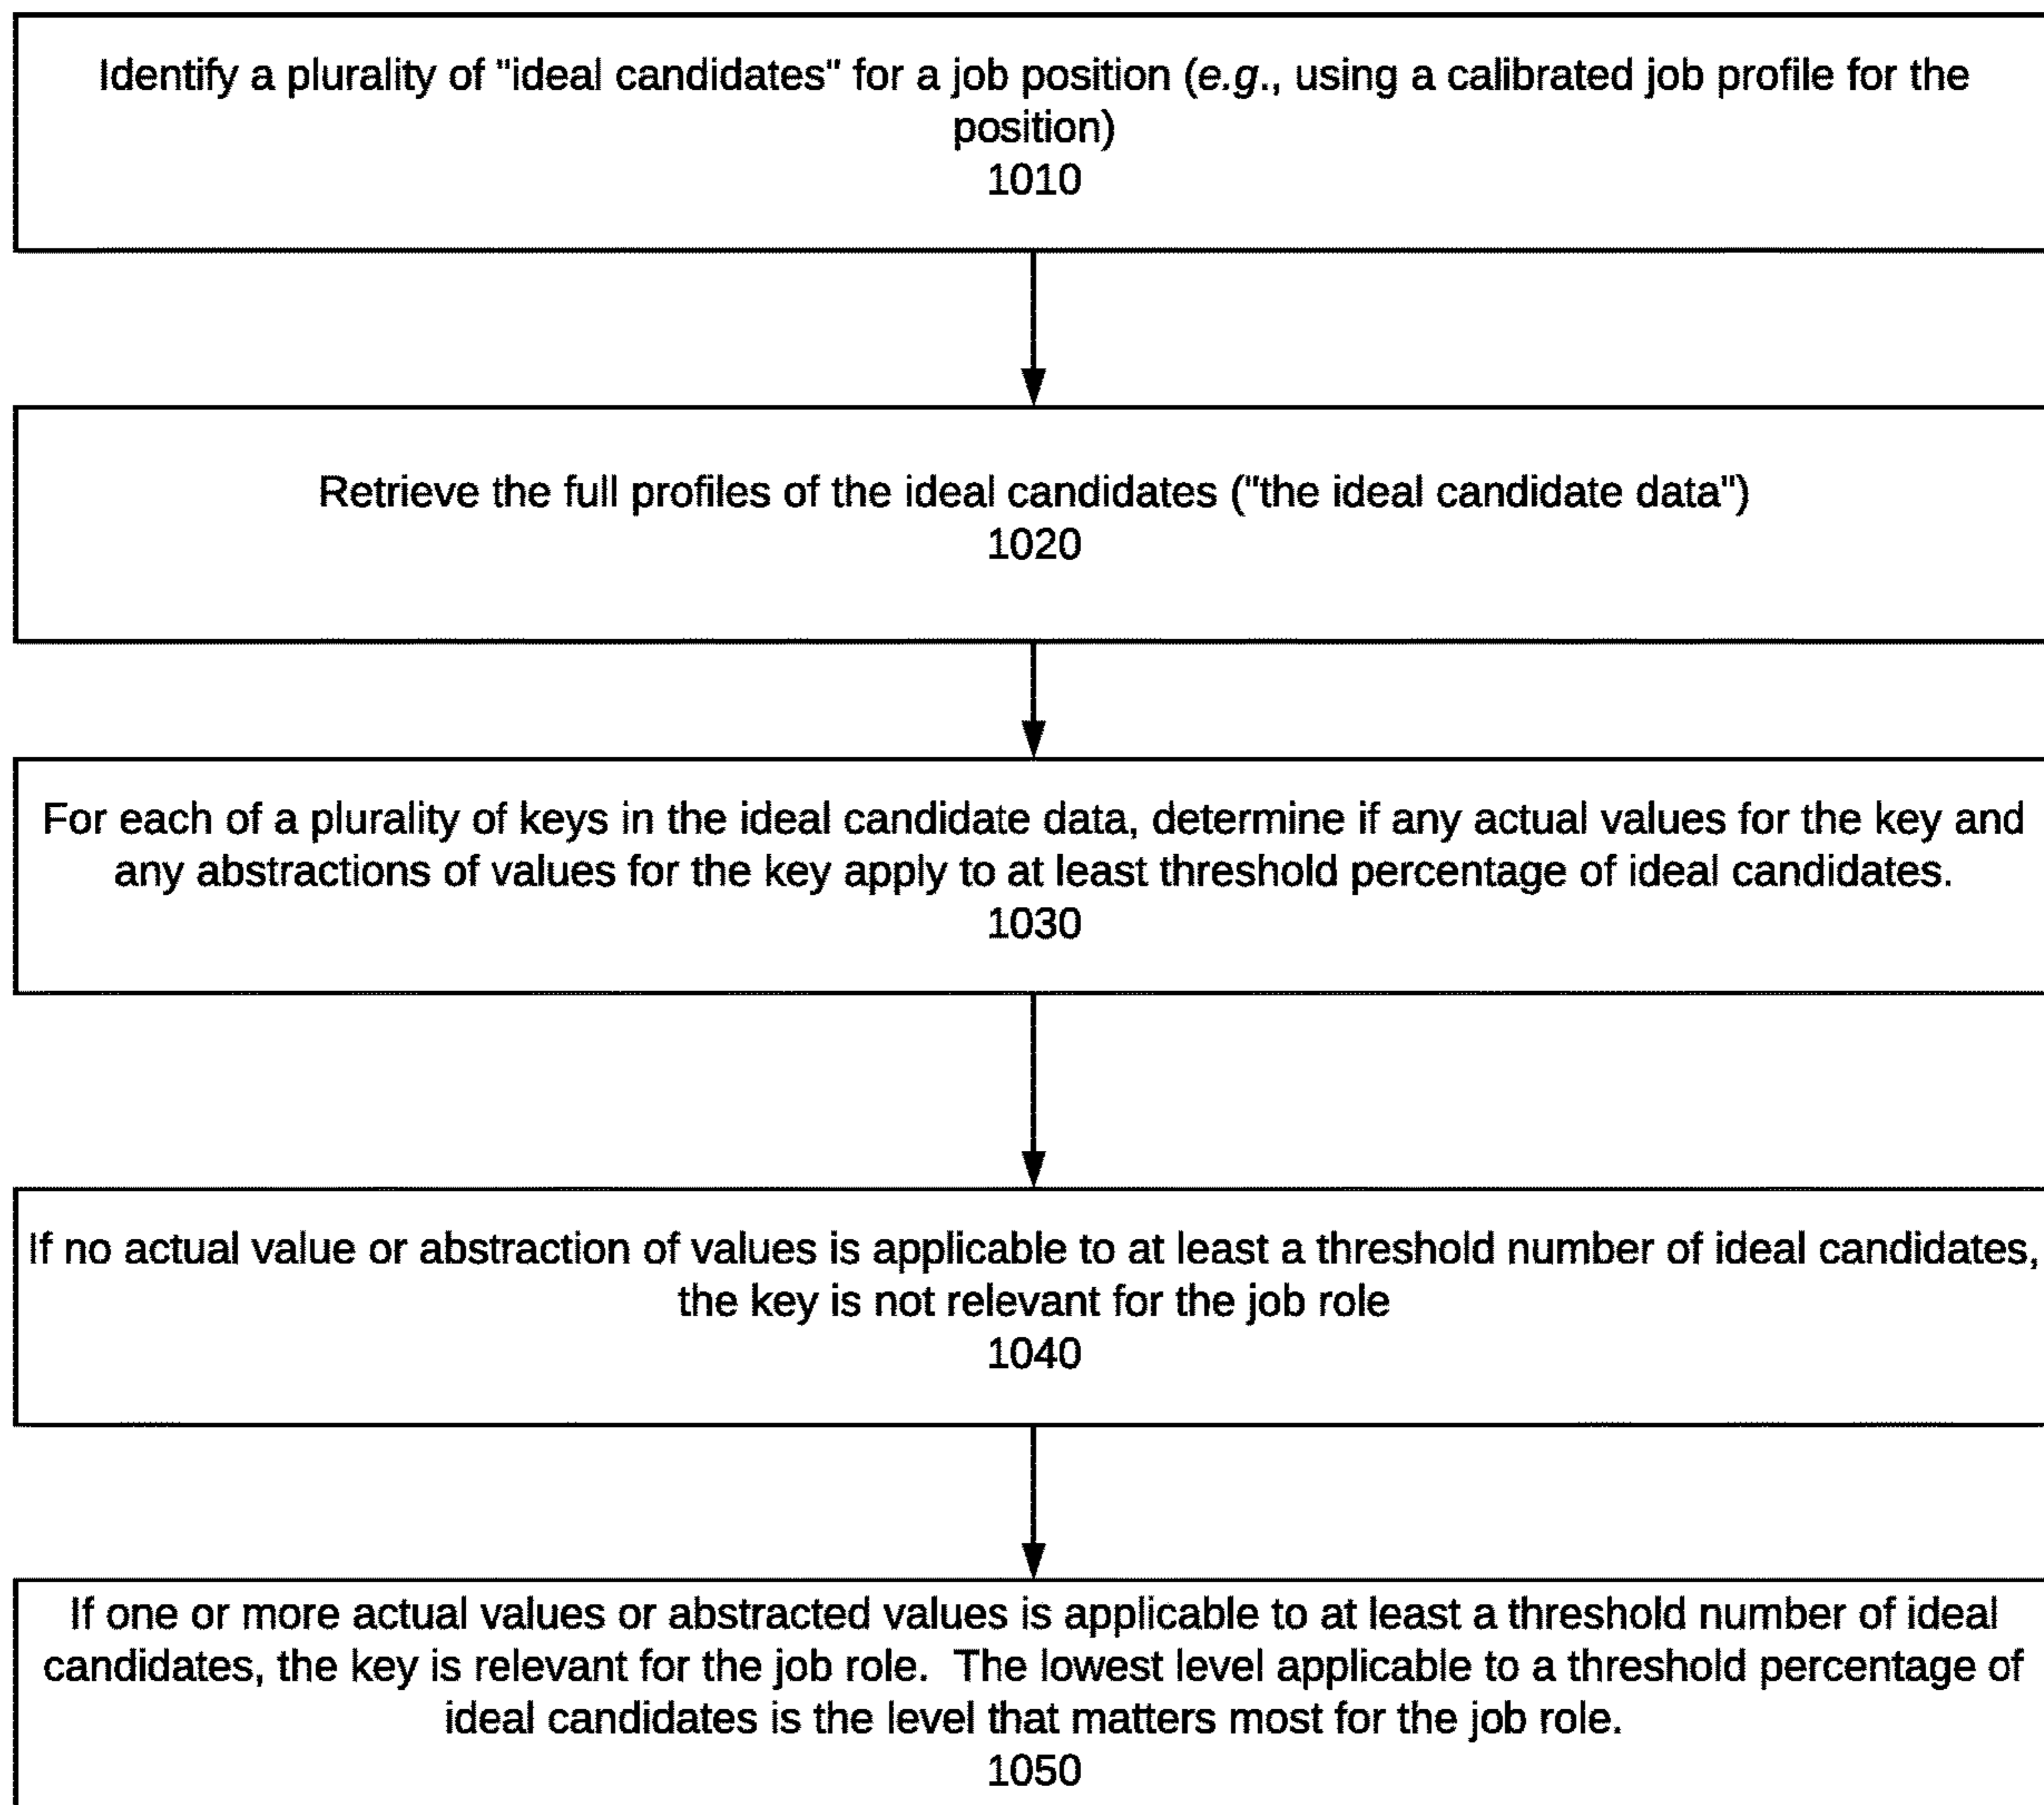 Identify a plurality of "ideal candidates" for a job position (e.g., using a calibrated job profile for the
position)
1010
Retrieve the full profiles of the ideal candidates ("the ideal candidate data")
1020
For each of a plurality of keys in the ideal candidate data, determine if any actual values for the key and
any abstractions of values for the key apply to at least threshold percentage of ideal candidates.
1030
If no actual value or abstraction of values is applicable to at least a threshold number of ideal candidates,
the key is not relevant for the job role
1040
If one or more actual values or abstracted values is applicable to at least a threshold number of ideal
candidates, the key is relevant for the job role.  The lowest level applicable to a threshold percentage of
ideal candidates is the level that matters most for the job role.
1050